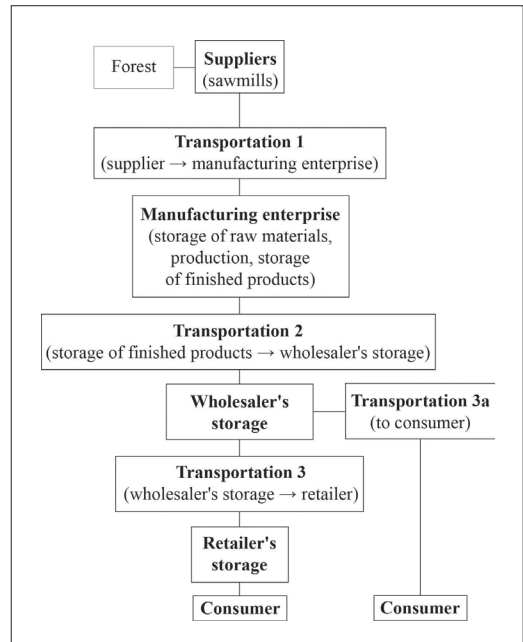 Forest
Suppliers
(sawmills)
Transportation 1
(supplier → manufacturing enterprise)
Manufacturing enterprise
(storage of raw materials,
production, storage
of finished products)
Transportation 2
(storage of finished products → wholesaler's storage)
Wholesaler's
storage
Transportation 3a
(to consumer)
Transportation 3
(wholesaler's storage → retailer)
Retailer's
storage
Consumer
Consumer